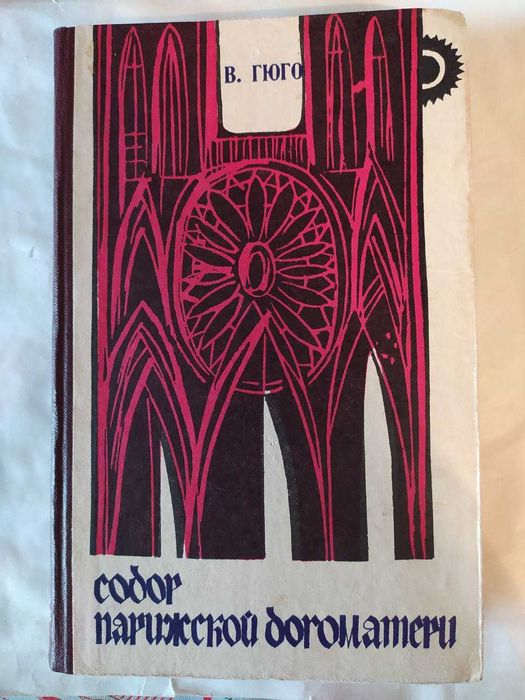 В. ГЮГО
собор
парижской богоматери